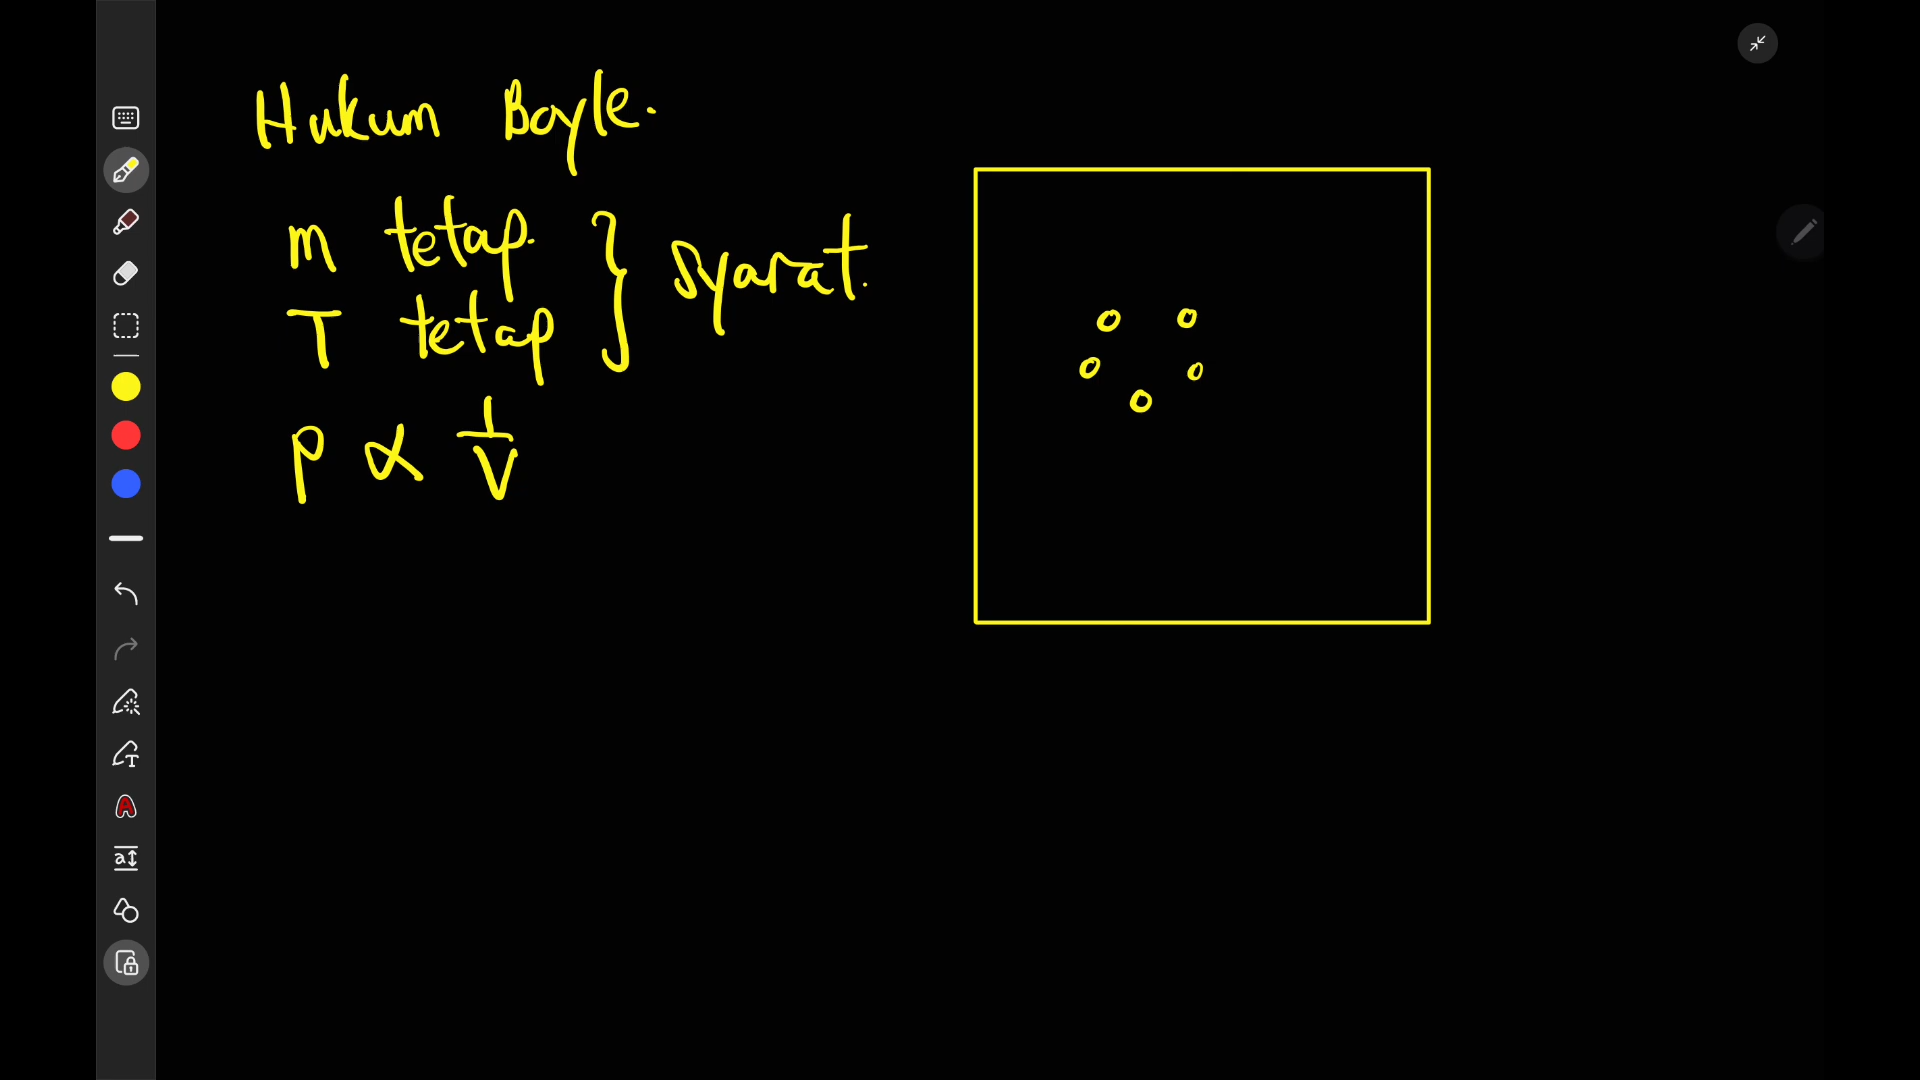 Hukum Boyle.
m tetap. } syarat.
T tetap
P ∝ 1/V